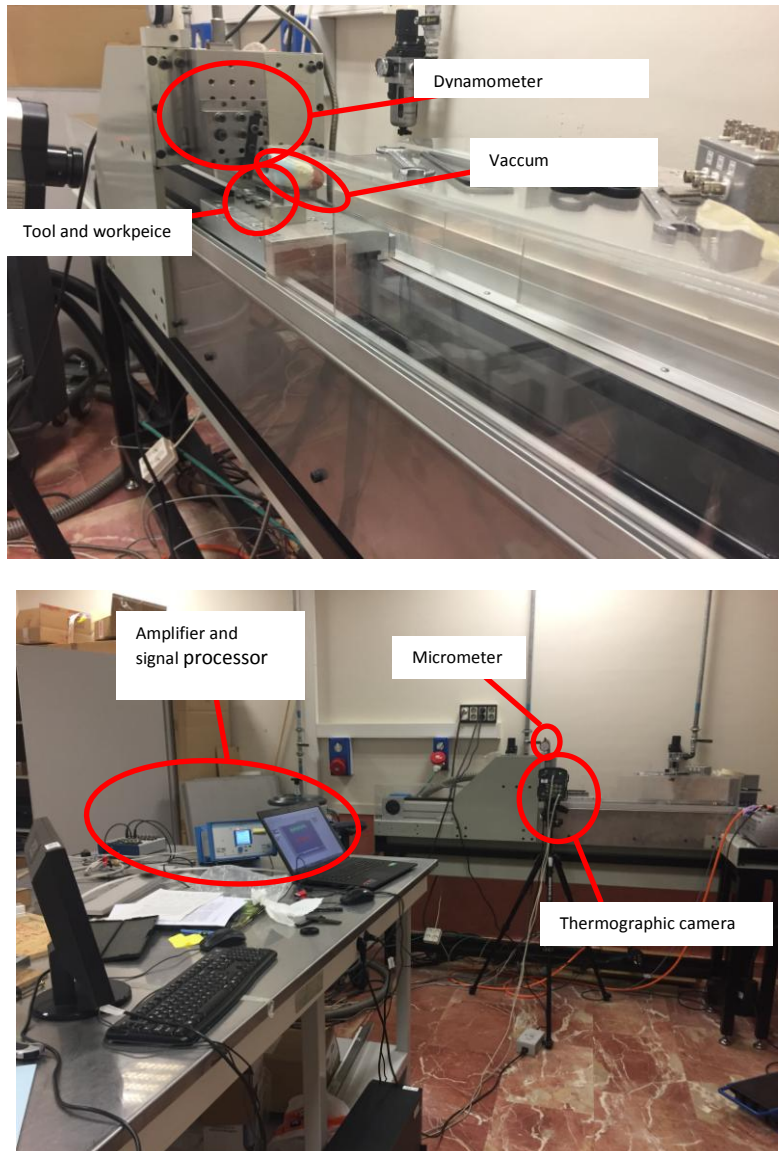 Dynamometer
Vaccum
Tool and workpeice
Amplifier and
signal processor
Micrometer
Thermographic camera